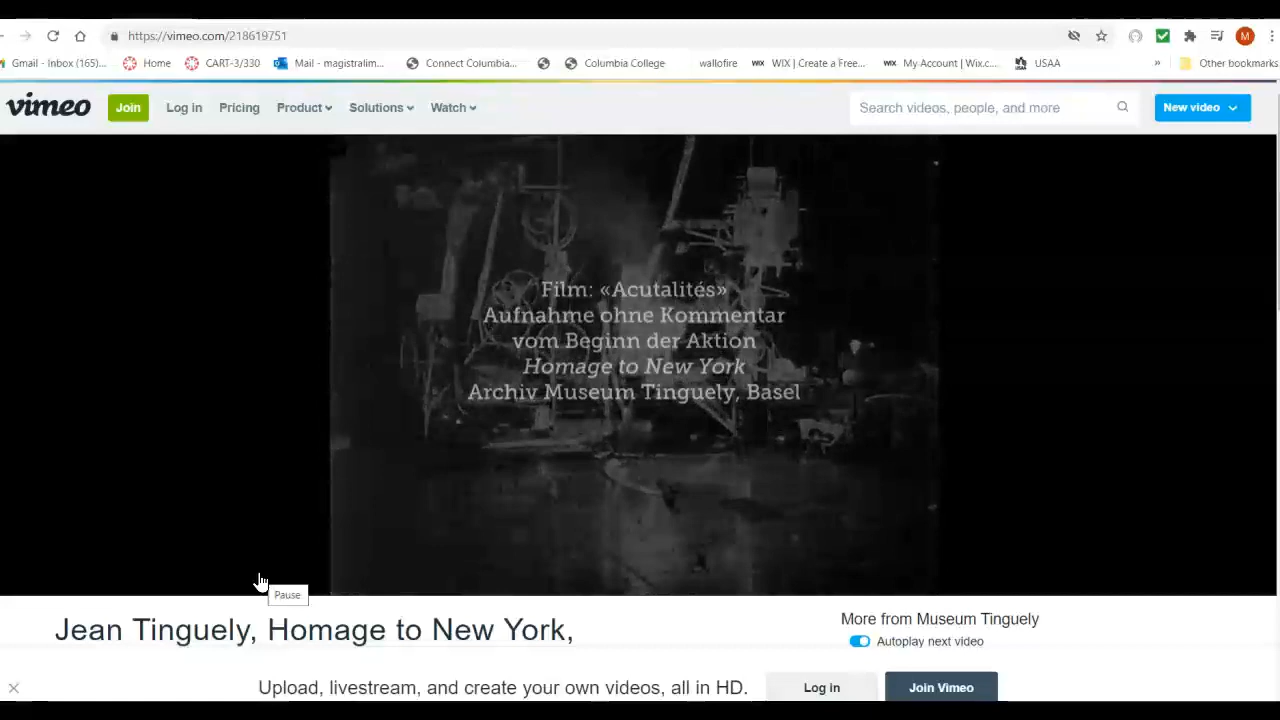 https://vimeo.com/218619751
M
Gmail - Inbox (165)... Home CART-3/330 Mail - magistralim... Connect Columbia... Columbia College wallofire WIX | Create a Free... My Account | Wix.c... USAA » Other bookmarks
vimeo Join Log in Pricing Product Solutions Watch Search videos, people, and more New video
Film: «Acutalités»
Aufnahme ohne Kommentar
vom Beginn der Aktion
Homage to New York
Archiv Museum Tinguely, Basel
Pause
Jean Tinguely, Homage to New York,
More from Museum Tinguely
Autoplay next video
Upload, livestream, and create your own videos, all in HD. Log in Join Vimeo